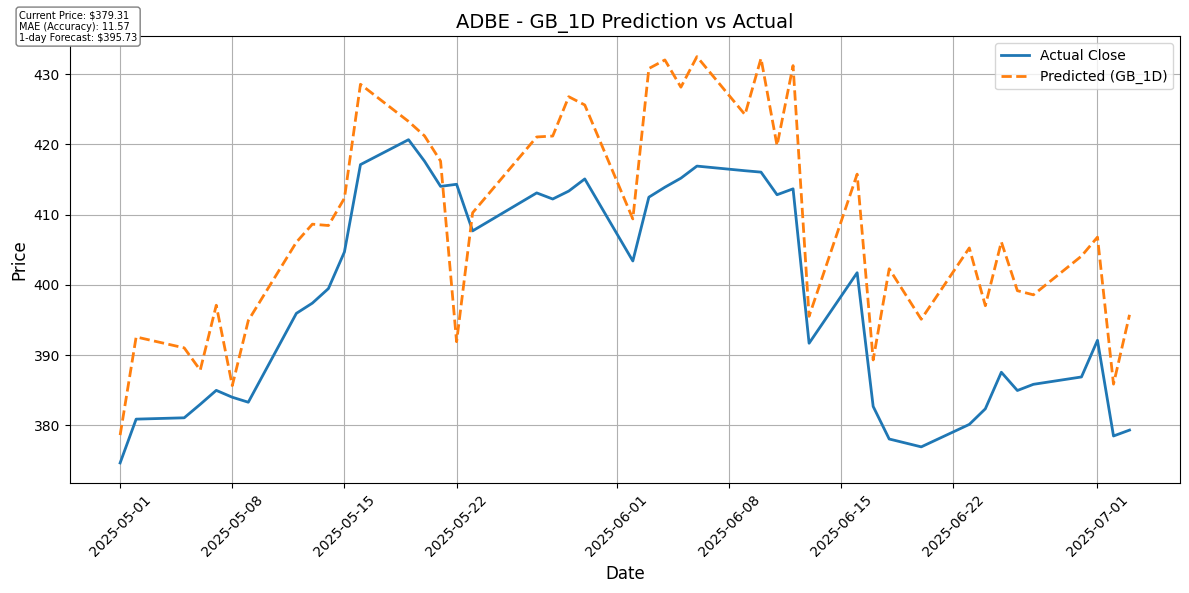 ADBE - GB_1D Prediction vs Actual
Current Price: $379.31
MAE (Accuracy): 11.57
1-day Forecast: $395.73
Actual Close
Predicted (GB_1D)
Price
430
420
410
400
390
380
2025-05-01
2025-05-08
2025-05-15
2025-05-22
2025-06-01
2025-06-08
2025-06-15
2025-06-22
2025-07-01
Date